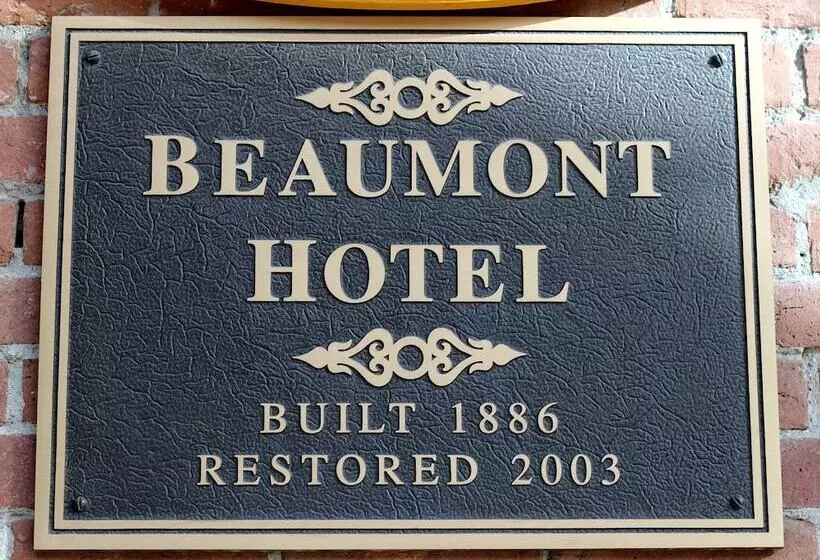 BEAUMONT
HOTEL
BUILT 1886
RESTORED 2003